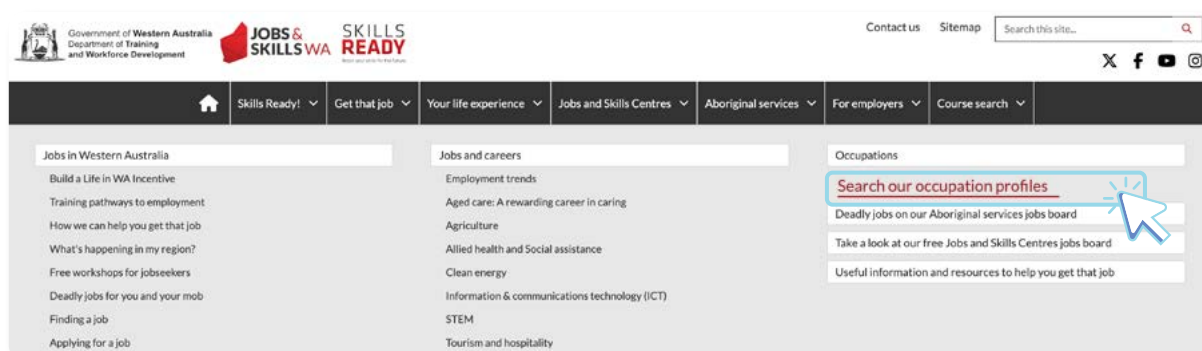 Government of Western Australia
Department of Training
and Workforce Development
JOBS &
SKILLS WA
SKILLS
READY
Contact us
Sitemap
Search this site...
Skills Ready!
Get that job
Your life experience
Jobs and Skills Centres
Aboriginal services
For employers
Course search
Jobs in Western Australia
Build a Life in WA Incentive
Training pathways to employment
How we can help you get that job
What's happening in my region?
Free workshops for jobseekers
Deadly jobs for you and your mob
Finding a job
Applying for a job
Jobs and careers
Employment trends
Aged care: A rewarding career in caring
Agriculture
Allied health and Social assistance
Clean energy
Information & communications technology (ICT)
STEM
Tourism and hospitality
Occupations
Search our occupation profiles
Deadly jobs on our Aboriginal services jobs board
Take a look at our free Jobs and Skills Centres jobs board
Useful information and resources to help you get that job